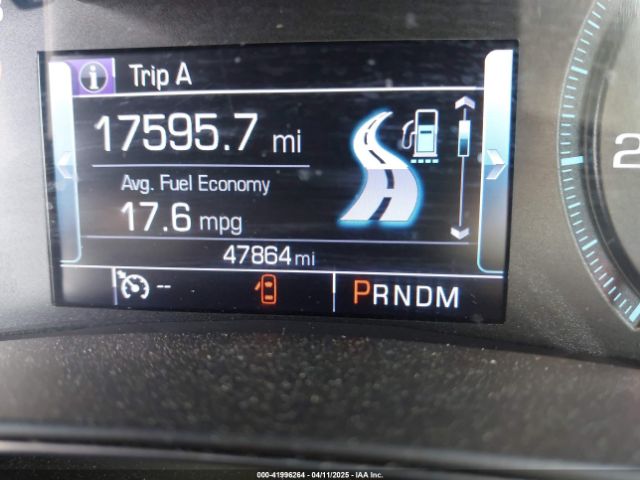 Trip A
17595.7 mi
Avg. Fuel Economy
17.6 mpg
47864 mi
-- PRNDM
2
000-41996264 - 04/11/2025 - IAA Inc.